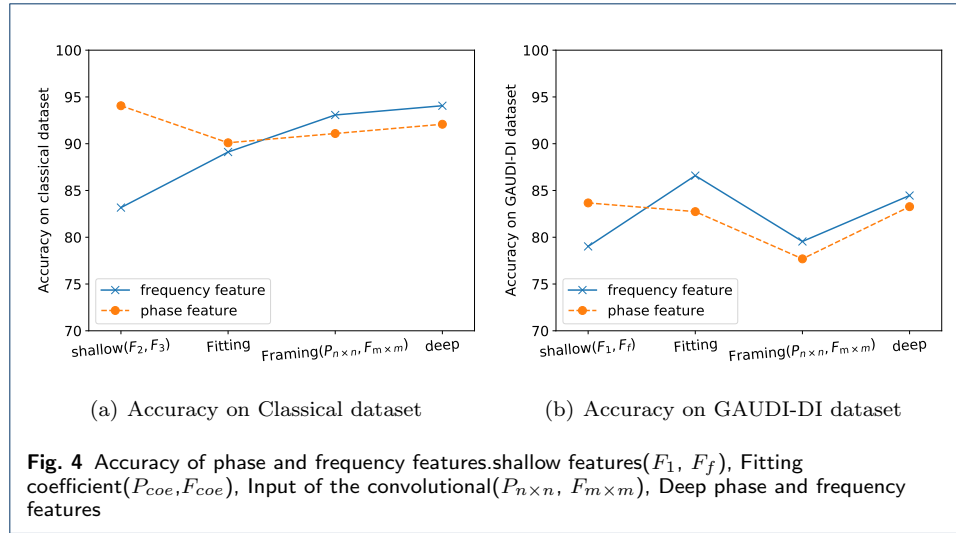 100
95
90
85
80
75
70
Accuracy on classical dataset
frequency feature
phase feature
shallow(F₂, F₃)
Fitting
Framing(Pₙ×ₙ, Fₘ×ₘ)
deep
(a) Accuracy on Classical dataset
100
95
90
85
80
75
70
Accuracy on GAUDI-DI dataset
frequency feature
phase feature
shallow(F₁, F_f)
Fitting
Framing(Pₙ×ₙ, Fₘ×ₘ)
deep
(b) Accuracy on GAUDI-DI dataset
Fig. 4 Accuracy of phase and frequency features.shallow features(F₁, F_f), Fitting
coefficient(P_coe,F_coe), Input of the convolutional(Pₙ×ₙ, Fₘ×ₘ), Deep phase and frequency
features